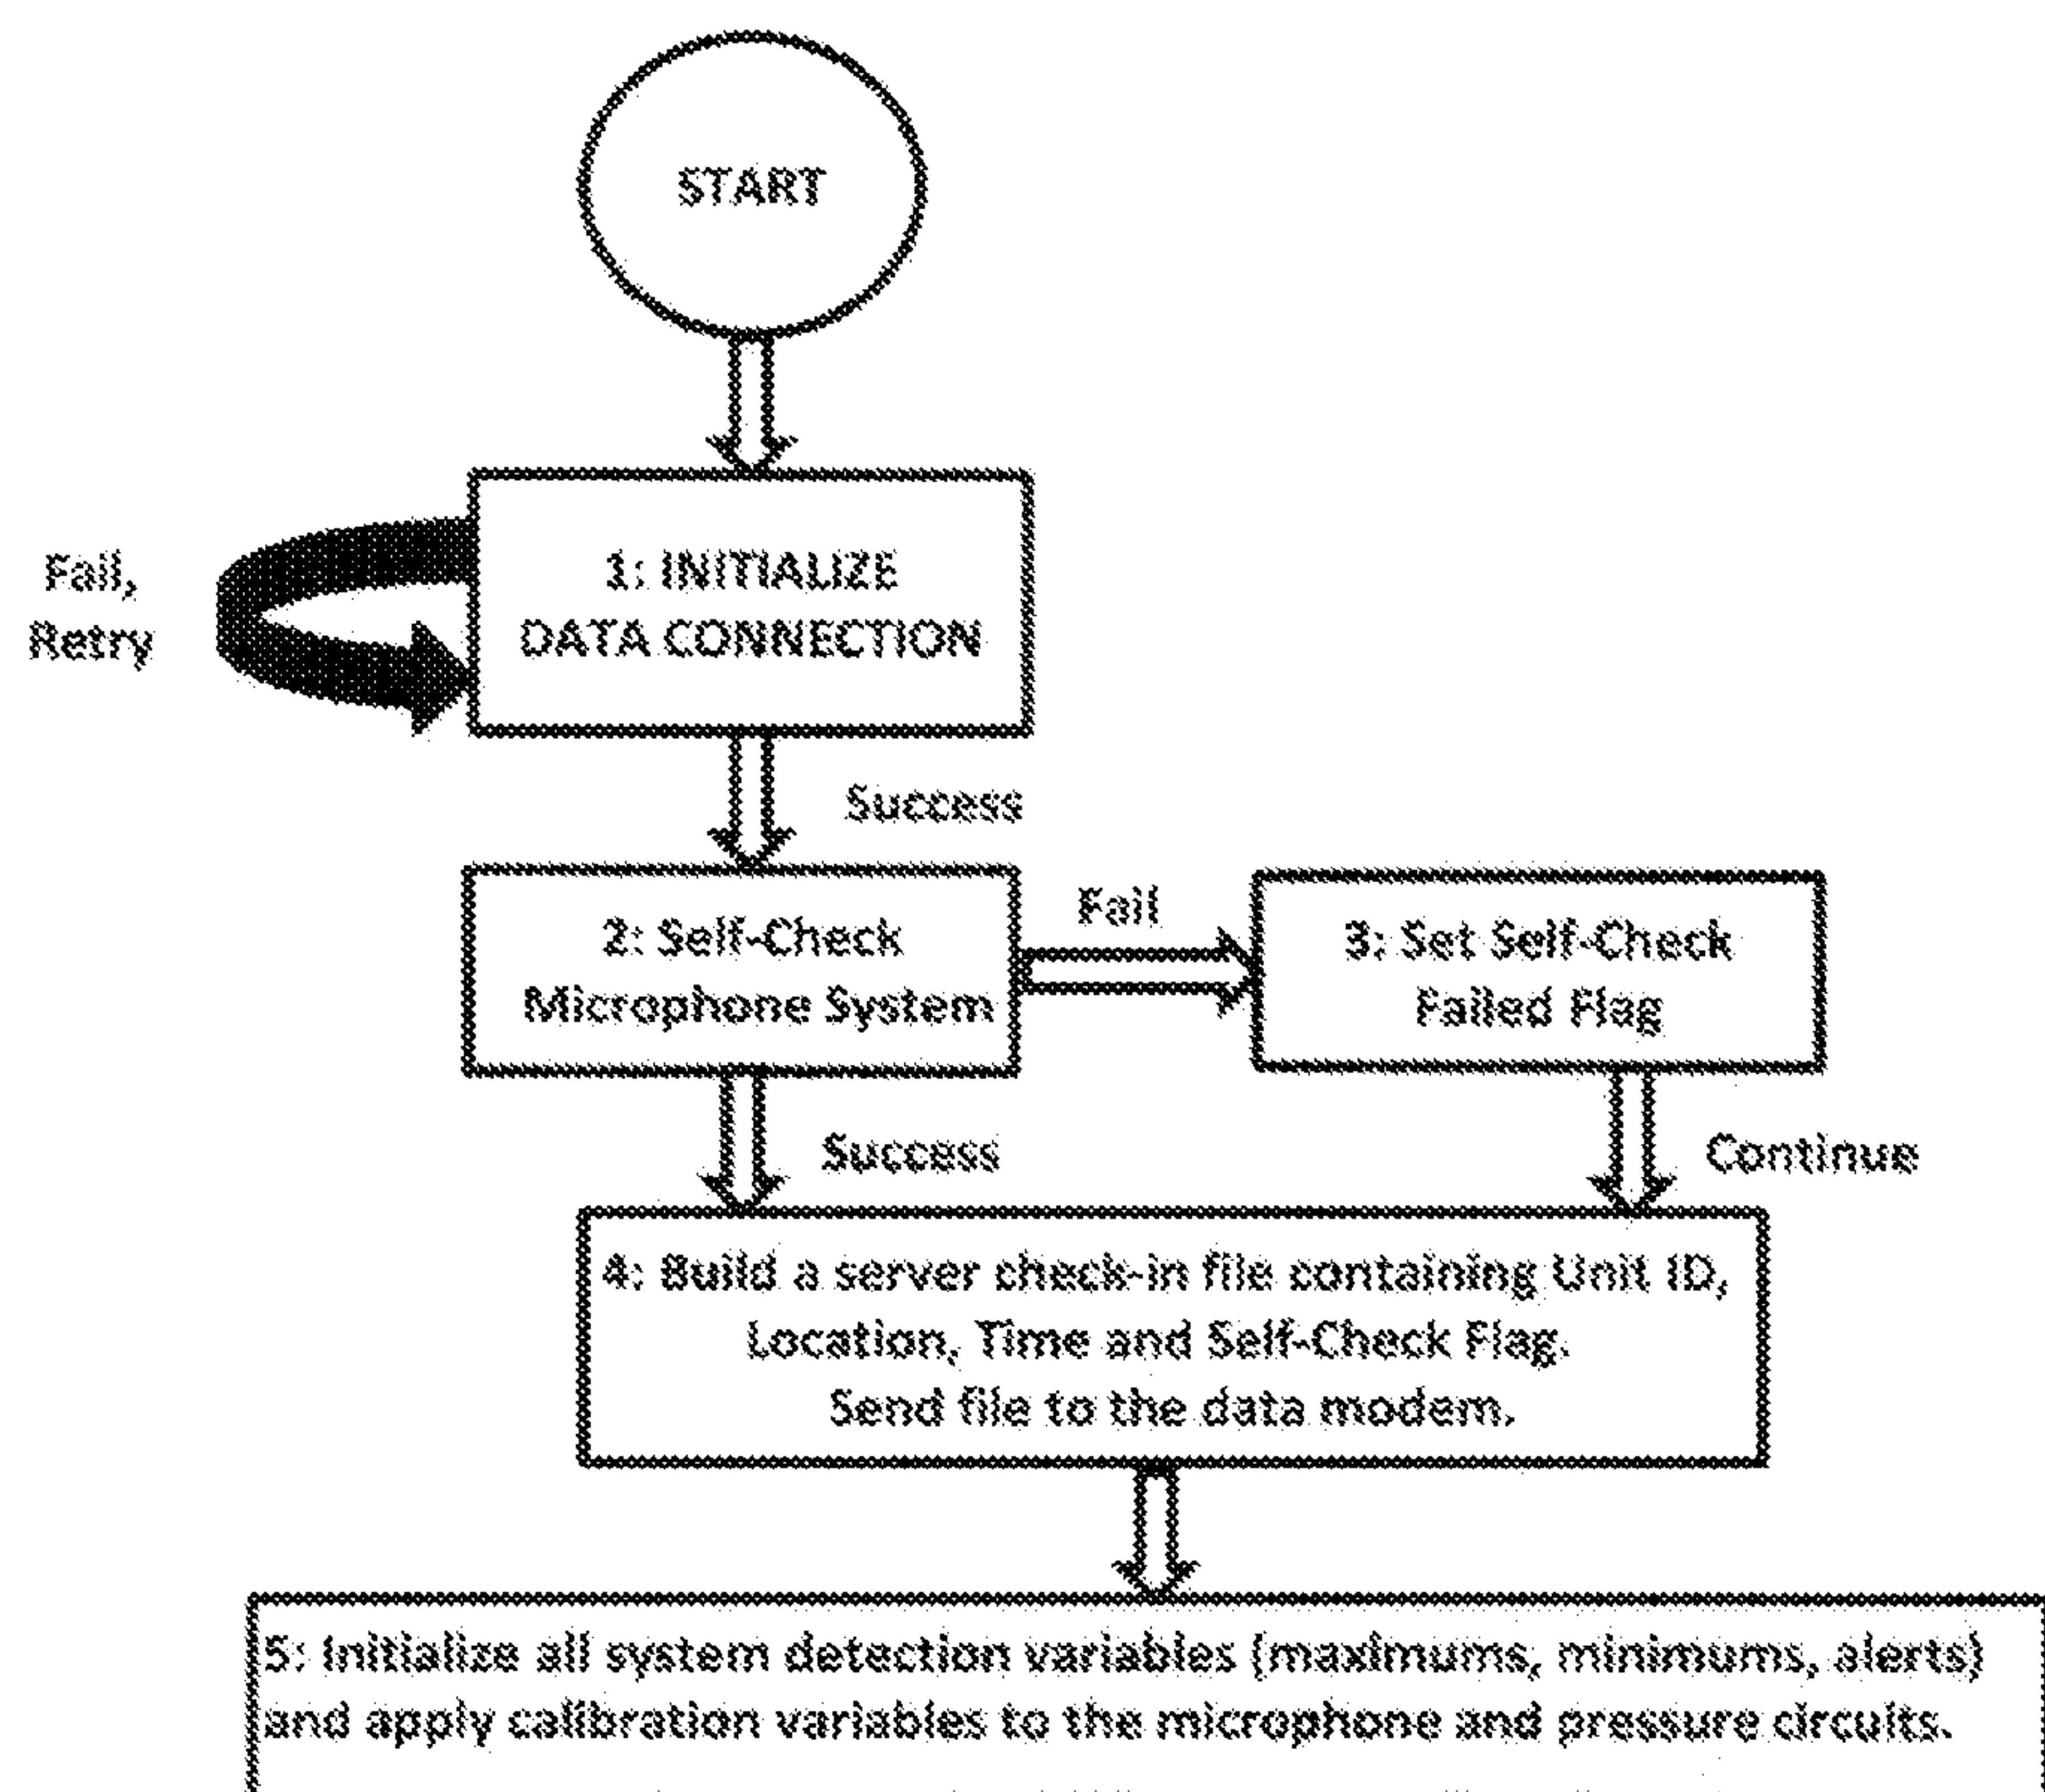 START
Fail,
Retry
1: INITIALIZE
DATA CONNECTION
Success
2: Self-Check
Microphone System
Fail
3: Set Self-Check
Failed Flag
Success
Continue
4: Build a server check-in file containing Unit ID,
Location, Time and Self-Check Flag.
Send file to the data modem.
5: Initialize all system detection variables (maximums, minimums, alerts)
and apply calibration variables to the microphone and pressure circuits.